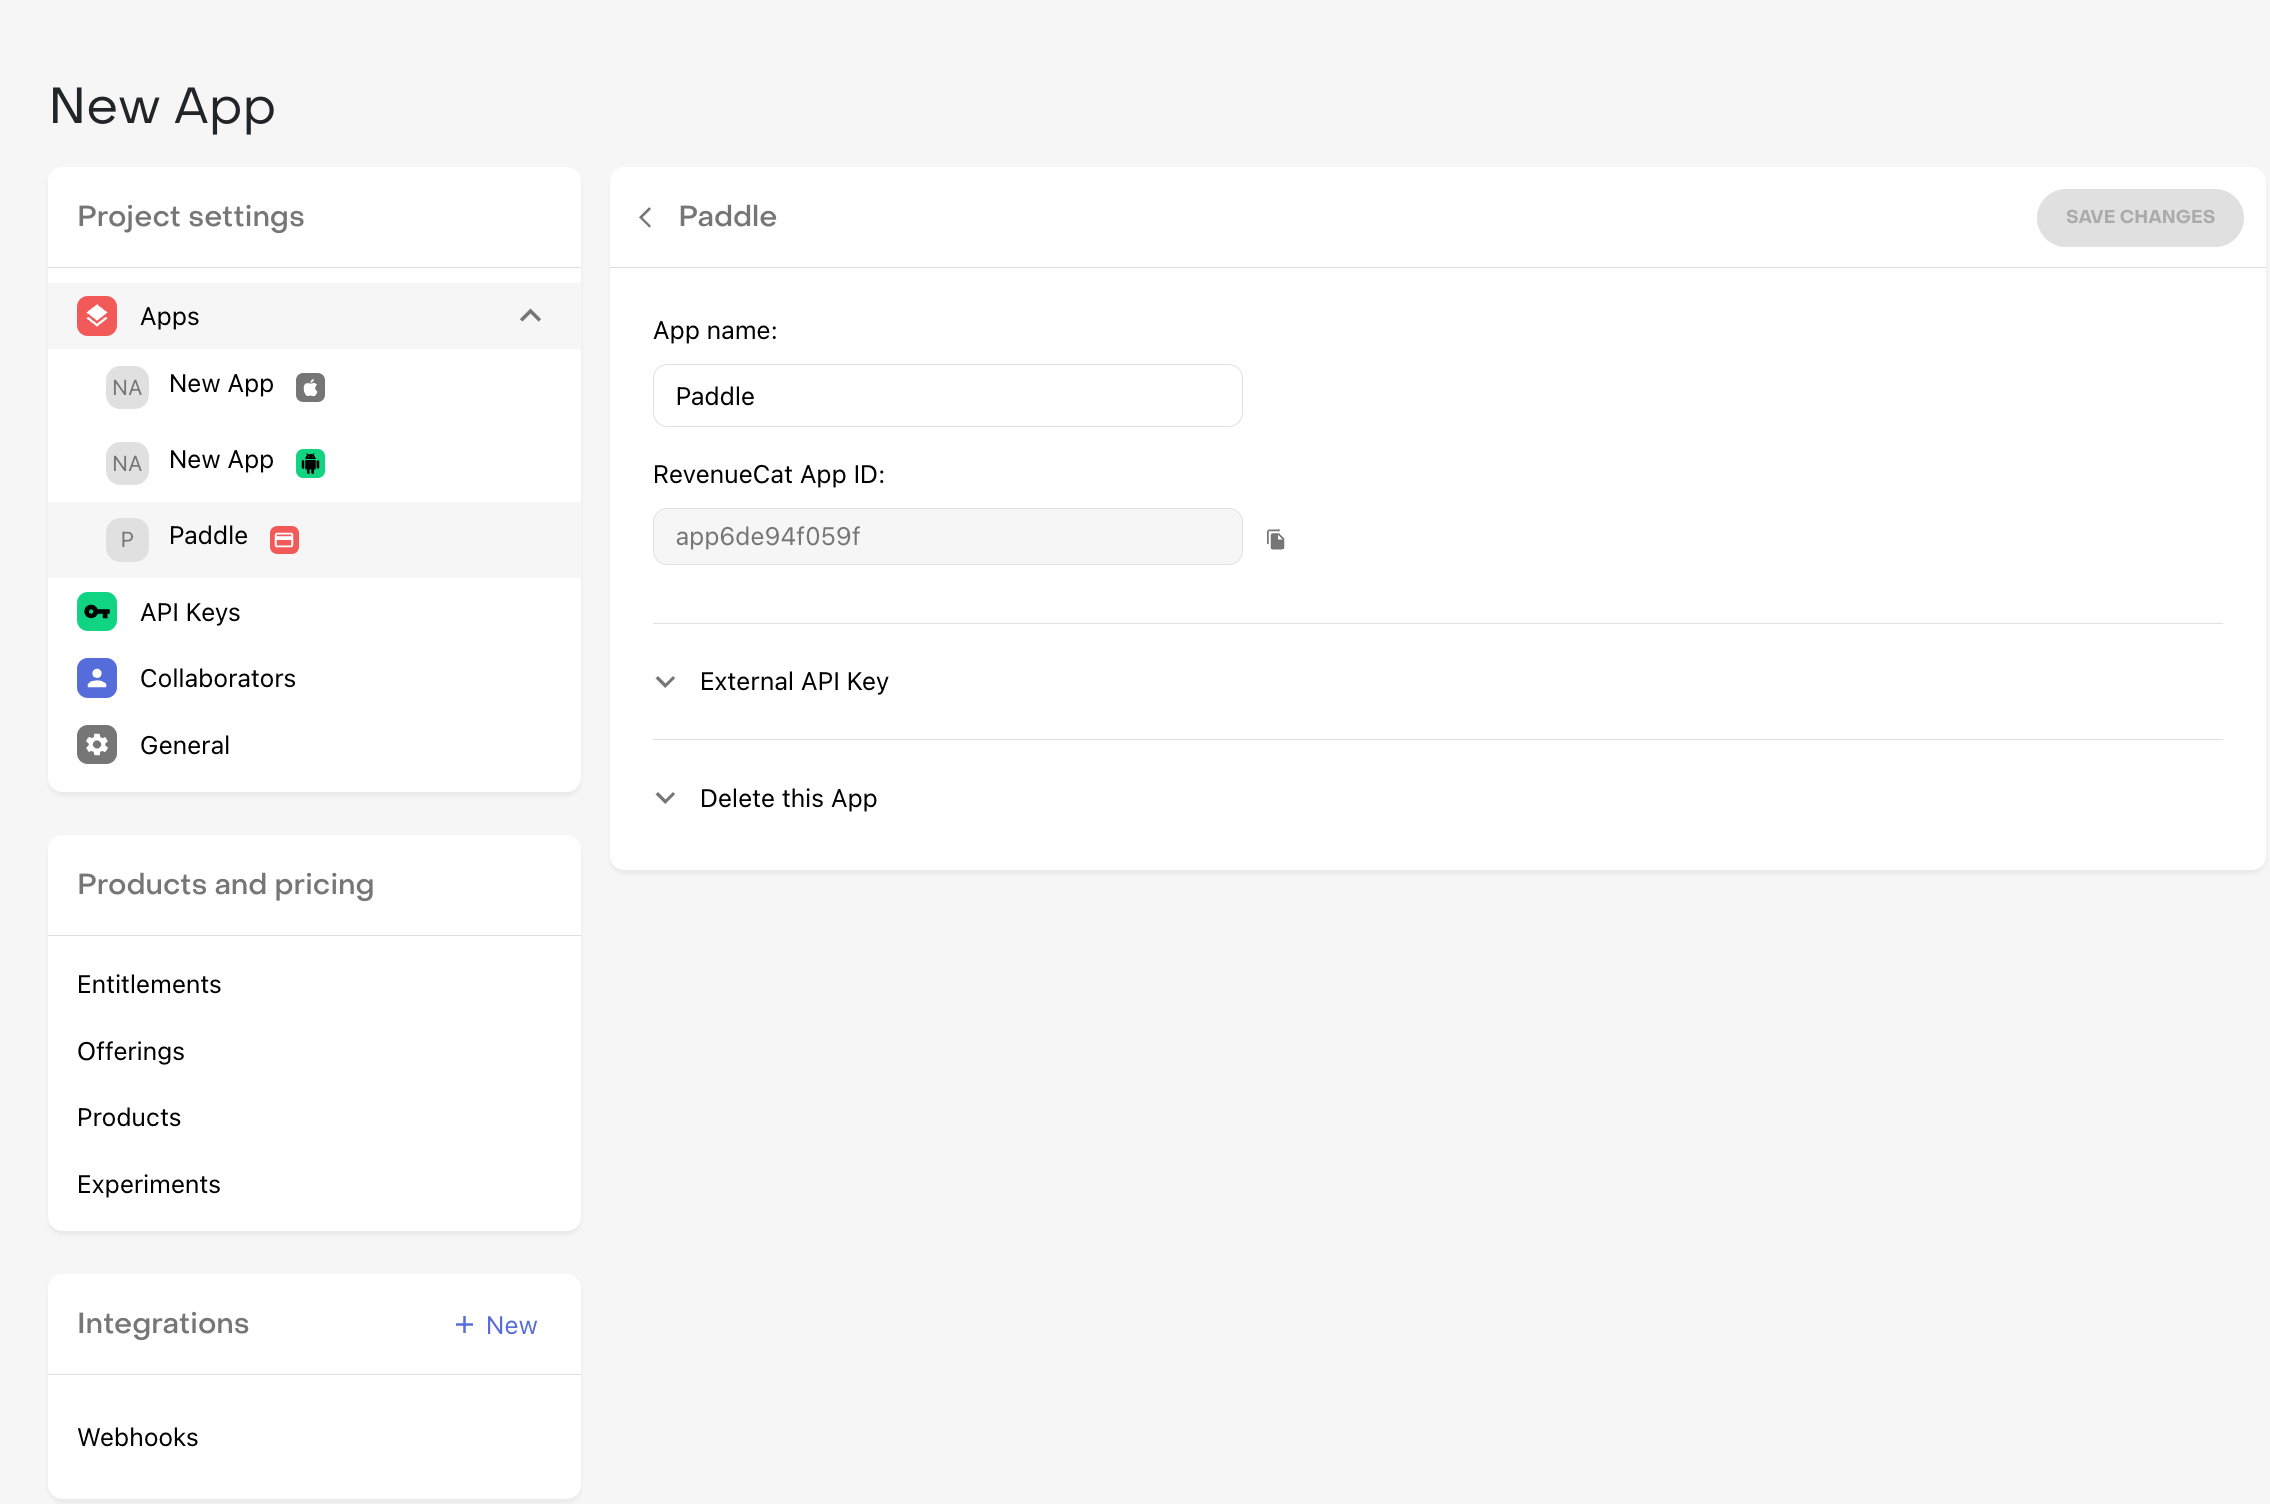 New App
Project settings
Apps
NA New App
NA New App
P Paddle
API Keys
Collaborators
General
Products and pricing
Entitlements
Offerings
Products
Experiments
Integrations
+ New
Webhooks
Paddle
SAVE CHANGES
App name:
Paddle
RevenueCat App ID:
app6de94f059f
External API Key
Delete this App